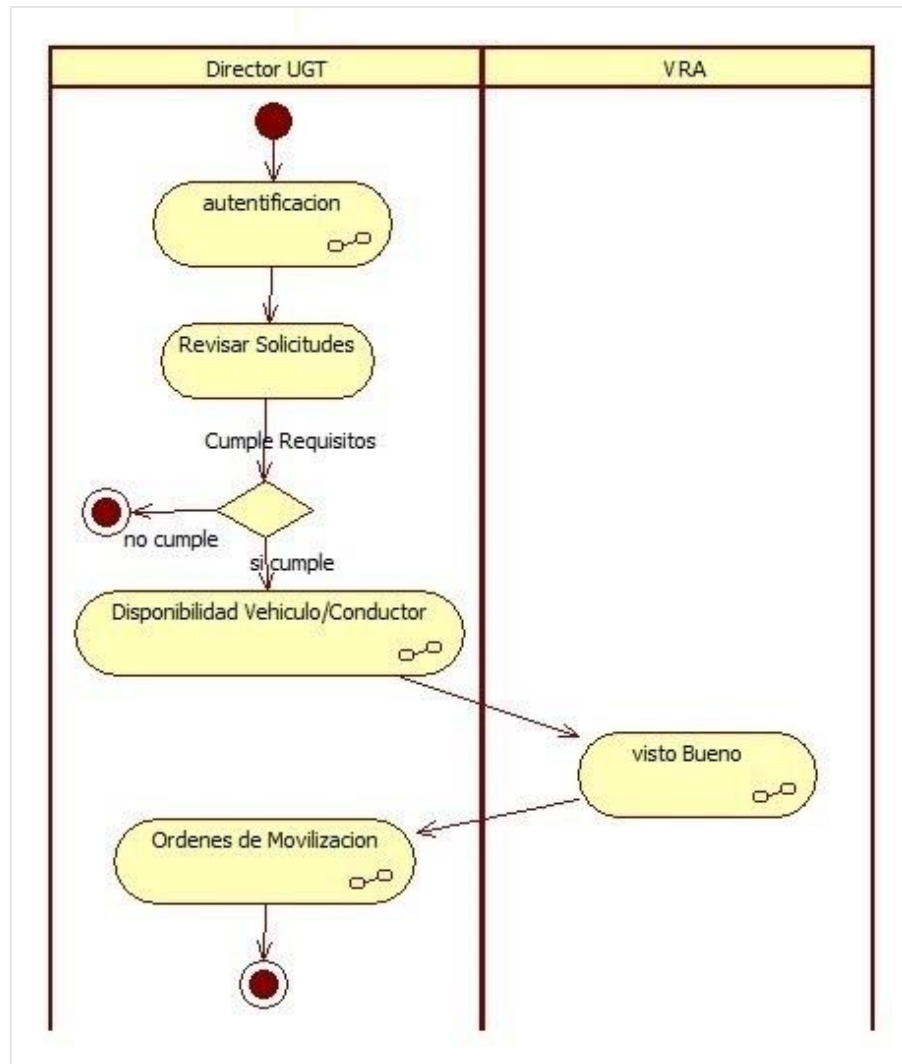 Director UGT
VRA
autentificacion
Revisar Solicitudes
Cumple Requisitos
no cumple
si cumple
Disponibilidad Vehiculo/Conductor
visto Bueno
Ordenes de Movilizacion